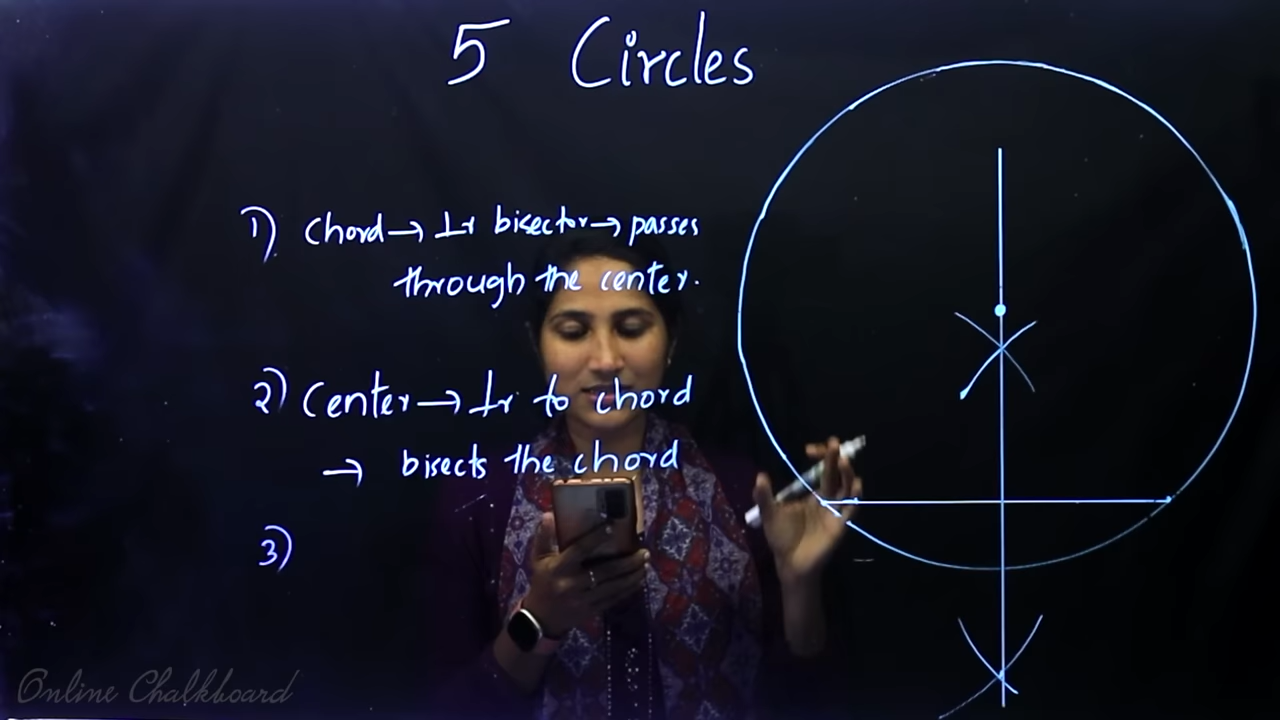 5 Circles
1) chord → ⊥r bisector → passes
through the center.
2) Center → ⊥r to chord
→ bisects the chord
3)
Online Chalkboard